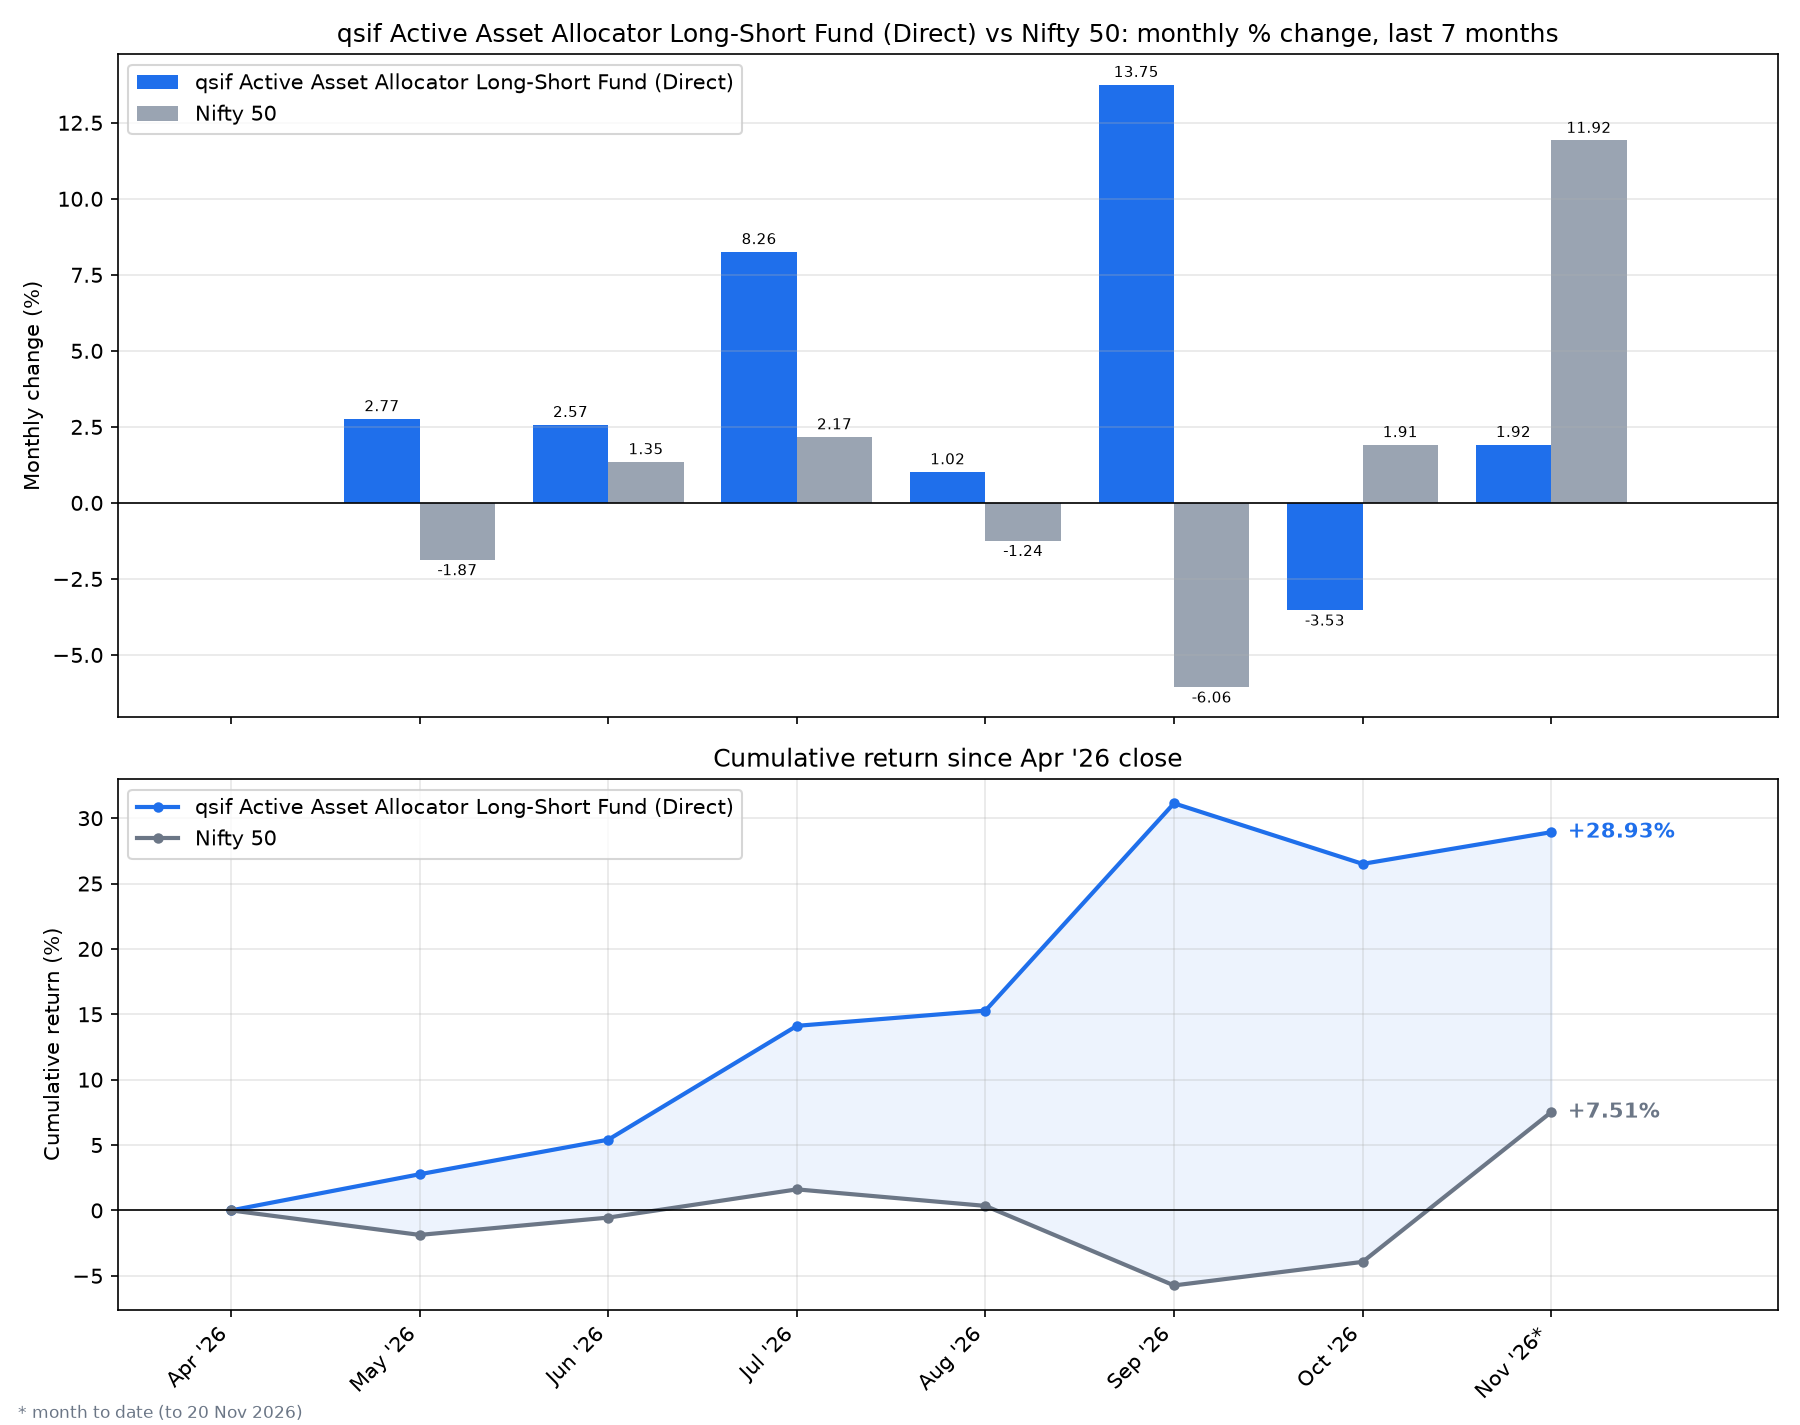 qsif Active Asset Allocator Long-Short Fund (Direct) vs Nifty 50: monthly % change, last 7 months
qsif Active Asset Allocator Long-Short Fund (Direct)
Nifty 50
Monthly change (%)
12.5
10.0
7.5
5.0
2.5
0.0
−2.5
−5.0
2.77
-1.87
2.57
1.35
8.26
2.17
1.02
-1.24
13.75
-6.06
-3.53
1.91
1.92
11.92
Cumulative return since Apr '26 close
qsif Active Asset Allocator Long-Short Fund (Direct)
Nifty 50
Cumulative return (%)
30
25
20
15
10
5
0
−5
+28.93%
+7.51%
Apr '26
May '26
Jun '26
Jul '26
Aug '26
Sep '26
Oct '26
Nov '26*
* month to date (to 20 Nov 2026)